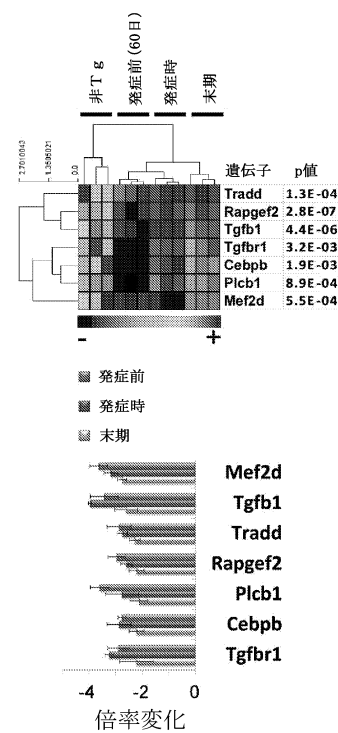 非Tg
発症前(60日)
発症時
末期
2.7010043
1.3505021
0.0
遺伝子 p値
Tradd 1.3E-04
Rapgef2 2.8E-07
Tgfb1 4.4E-06
Tgfbr1 3.2E-03
Cebpb 1.9E-03
Plcb1 8.9E-04
Mef2d 5.5E-04
- +
発症前
発症時
末期
Mef2d
Tgfb1
Tradd
Rapgef2
Plcb1
Cebpb
Tgfbr1
-4 -2 0
倍率変化